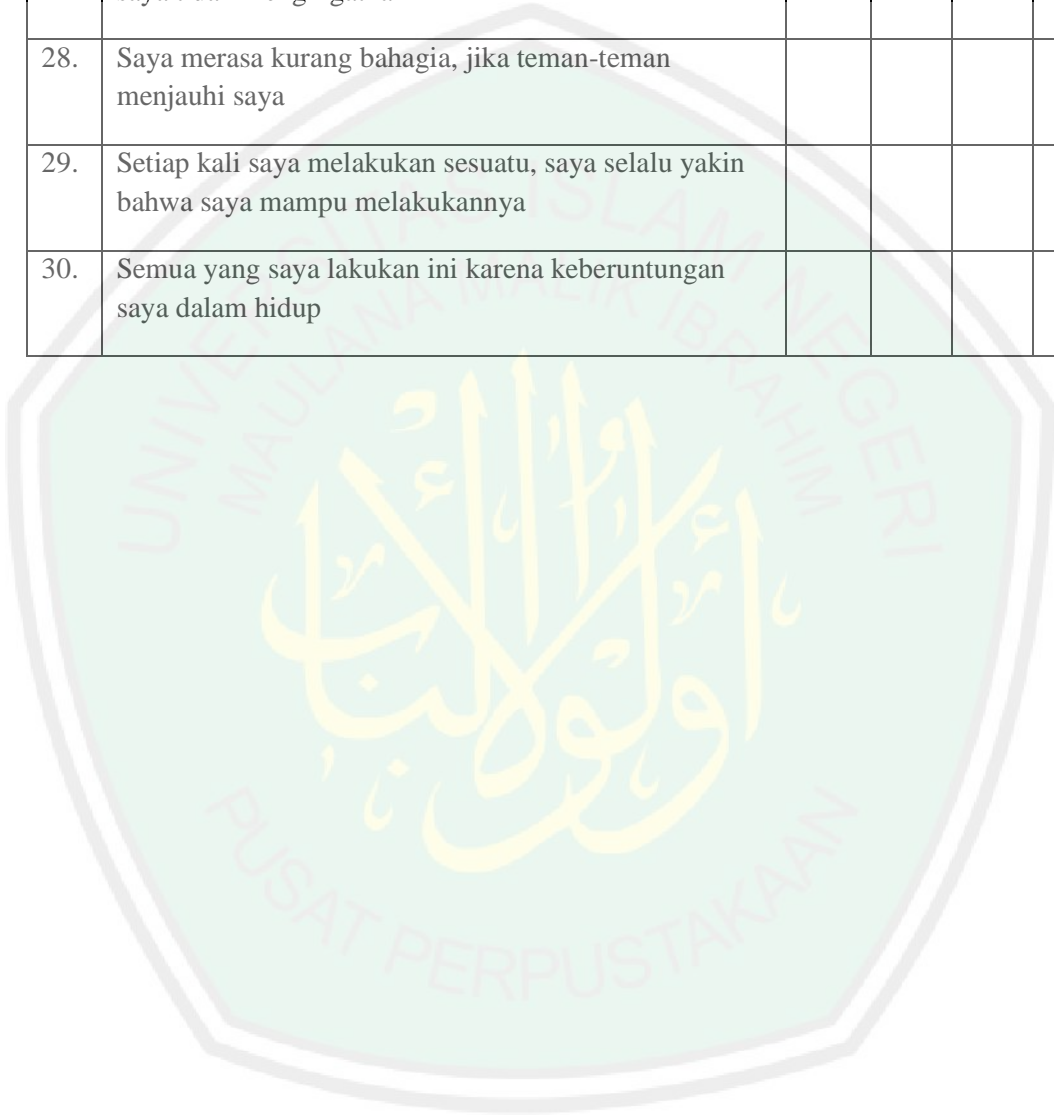 28. Saya merasa kurang bahagia, jika teman-teman
menjauhi saya
29. Setiap kali saya melakukan sesuatu, saya selalu yakin
bahwa saya mampu melakukannya
30. Semua yang saya lakukan ini karena keberuntungan
saya dalam hidup
UNIVERSITAS ISLAM NEGERI
MAULANA MALIK IBRAHIM
أولوا الألباب
PUSAT PERPUSTAKAAN